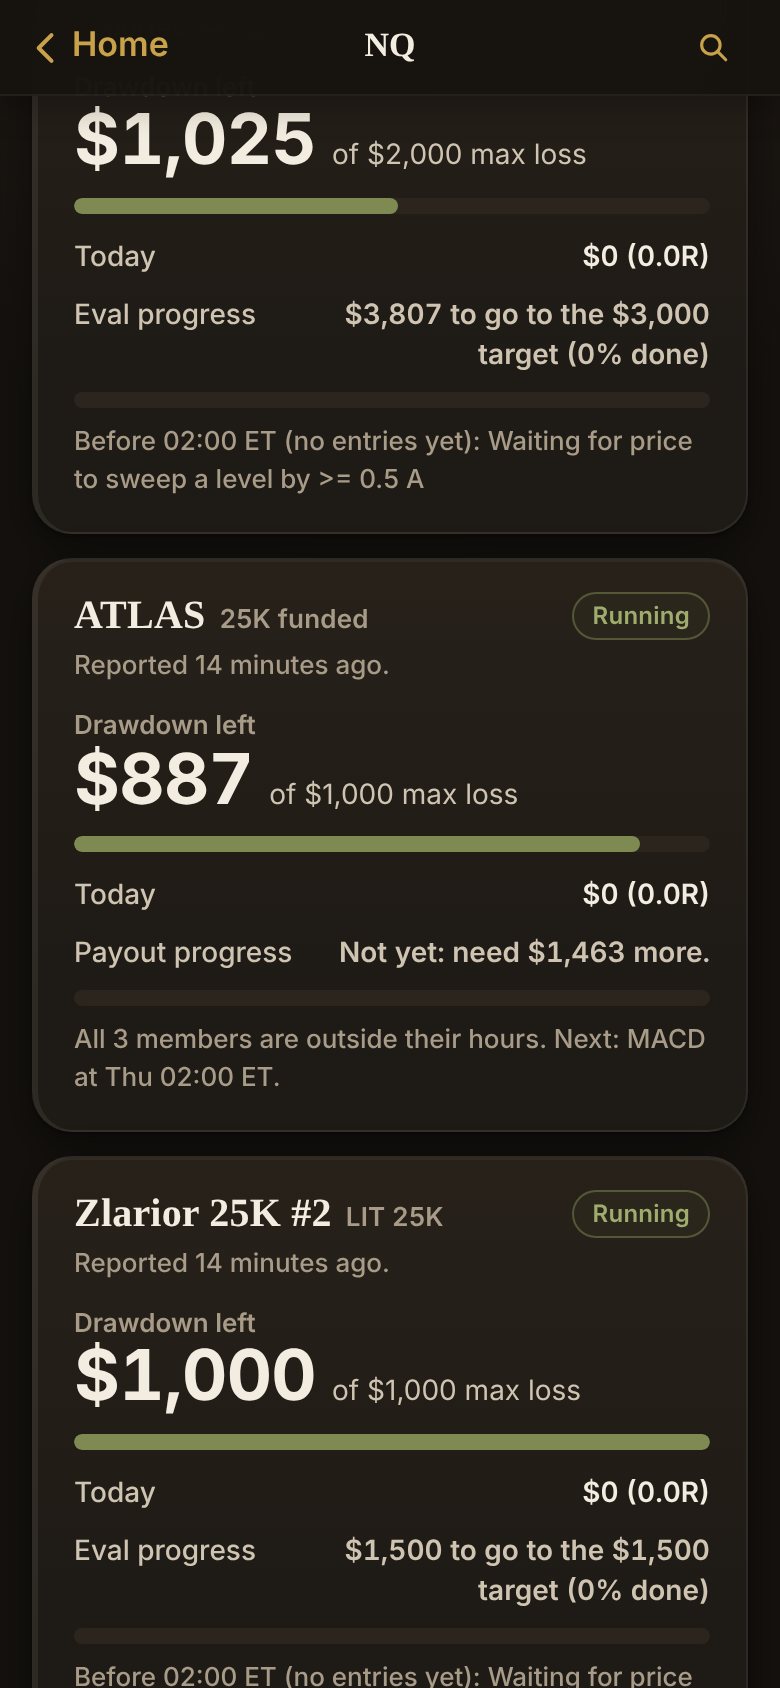 Home
NQ
Drawdown left
$1,025 of $2,000 max loss
Today $0 (0.0R)
Eval progress $3,807 to go to the $3,000
target (0% done)
Before 02:00 ET (no entries yet): Waiting for price
to sweep a level by >= 0.5 A
ATLAS 25K funded Running
Reported 14 minutes ago.
Drawdown left
$887 of $1,000 max loss
Today $0 (0.0R)
Payout progress Not yet: need $1,463 more.
All 3 members are outside their hours. Next: MACD
at Thu 02:00 ET.
Zlarior 25K #2 LIT 25K Running
Reported 14 minutes ago.
Drawdown left
$1,000 of $1,000 max loss
Today $0 (0.0R)
Eval progress $1,500 to go to the $1,500
target (0% done)
Before 02:00 ET (no entries yet): Waiting for price